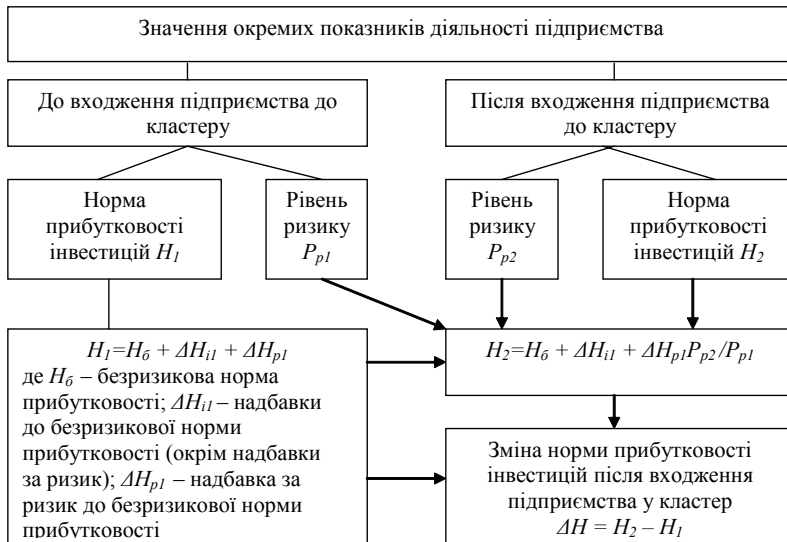 Значення окремих показників діяльності підприємства
До входження підприємства до
кластеру
Після входження підприємства
до кластеру
Норма
прибутковості
інвестицій H₁
Рівень
ризику
Pₚ₁
Рівень
ризику
Pₚ₂
Норма
прибутковості
інвестицій H₂
H₁=Hб + ΔHᵢ₁ + ΔHₚ₁
де Hб – безризикова норма
прибутковості; ΔHᵢ₁ – надбавки
до безризикової норми
прибутковості (окрім надбавки
за ризик); ΔHₚ₁ – надбавка за
ризик до безризикової норми
прибутковості
H₂=Hб + ΔHᵢ₁ + ΔHₚ₁Pₚ₂/Pₚ₁
Зміна норми прибутковості
інвестицій після входження
підприємства у кластер
ΔH = H₂ – H₁